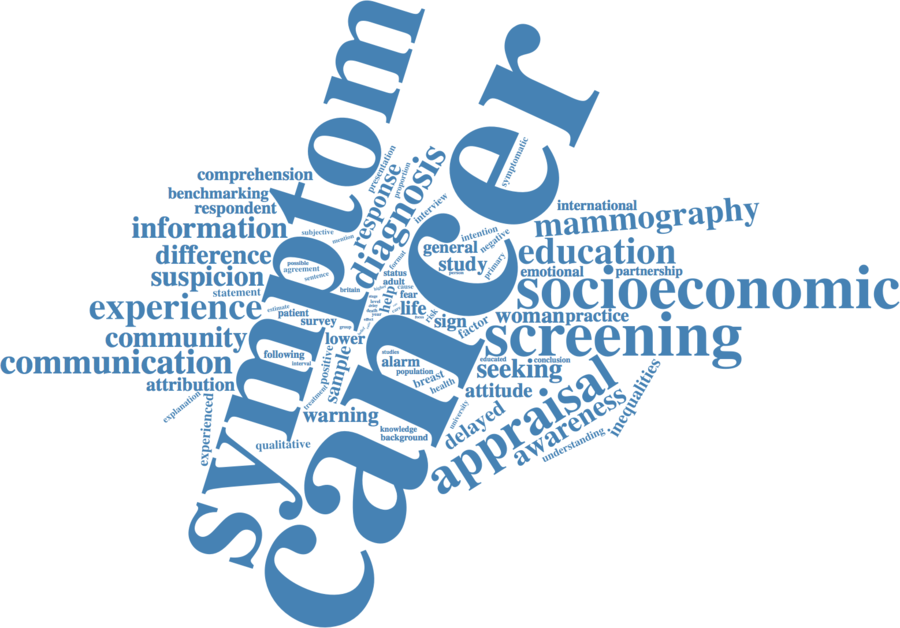 symptom
cancer
comprehension
benchmarking
respondent
information
difference
suspicion
statement
experience
community
communication
attribution
explanation
experienced
qualitative
subjective
mention
possible
agreement
sentence
britain
estimate
patient
survey
group
following
interval
lower
positive
sample
treatment
warning
presentation
response
proportion
diagnosis
interview
format
status
adult
cause
fear
help
life
risk
sign
factor
symptomatic
intention
negative
general
study
person
primary
international
mammography
education
emotional
partnership
socioeconomic
woman
practice
screening
studies
alarm
population
breast
health
educated
conclusion
seeking
attitude
university
knowledge
background
delayed
appraisal
awareness
understanding
inequalities